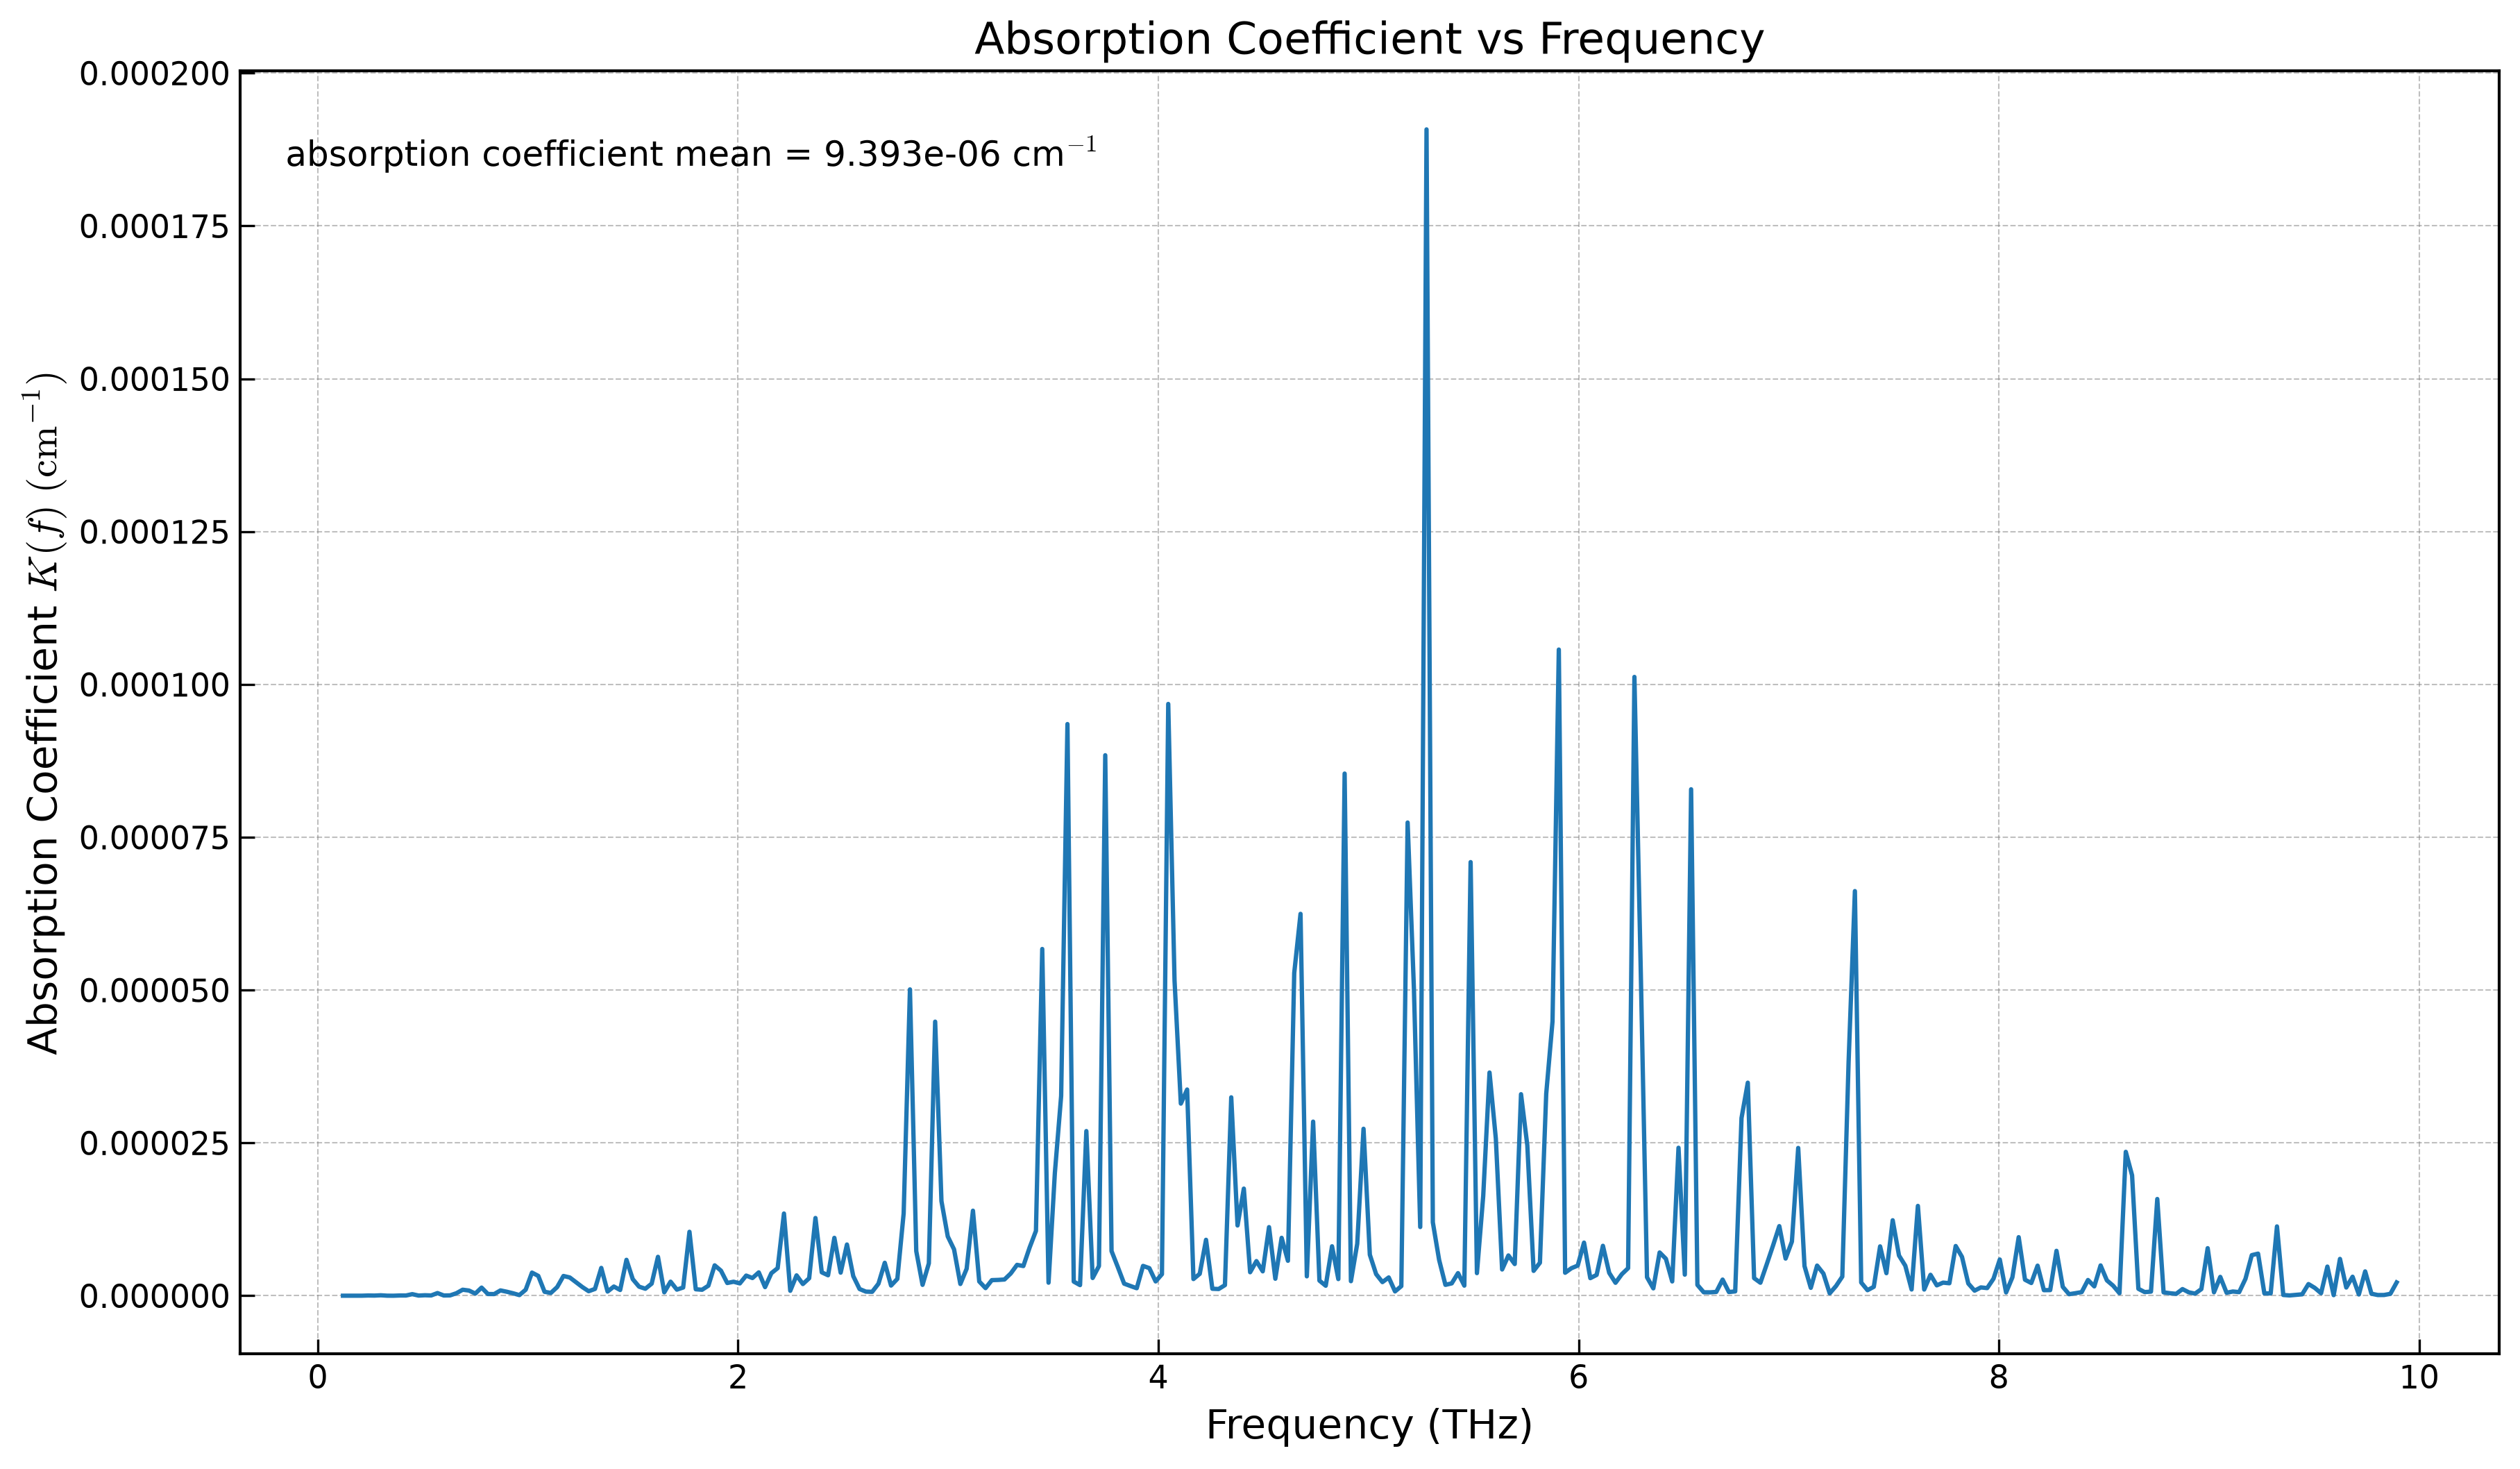 Absorption Coefficient vs Frequency
absorption coefficient mean = 9.393e-06 cm⁻¹
Absorption Coefficient K(f) (cm⁻¹)
0.000200
0.000175
0.000150
0.000125
0.000100
0.000075
0.000050
0.000025
0.000000
0 2 4 6 8 10
Frequency (THz)